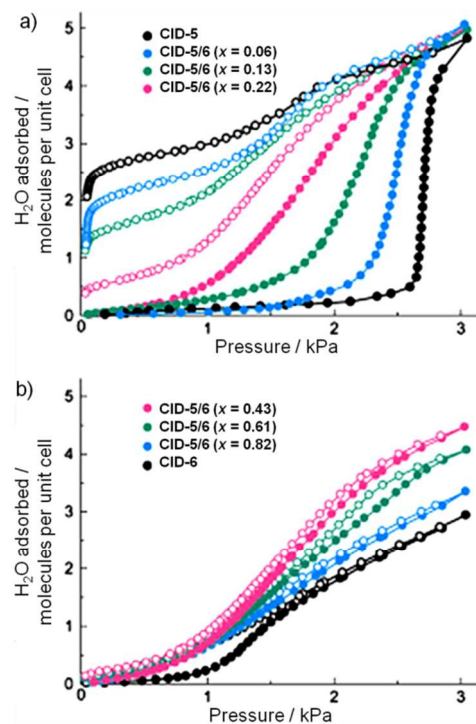 a)
CID-5
CID-5/6 (x = 0.06)
CID-5/6 (x = 0.13)
CID-5/6 (x = 0.22)
H₂O adsorbed /
molecules per unit cell
5
4
3
2
1
0
0 1 2 3
Pressure / kPa
b)
CID-5/6 (x = 0.43)
CID-5/6 (x = 0.61)
CID-5/6 (x = 0.82)
CID-6
H₂O adsorbed /
molecules per unit cell
5
4
3
2
1
0
0 1 2 3
Pressure / kPa